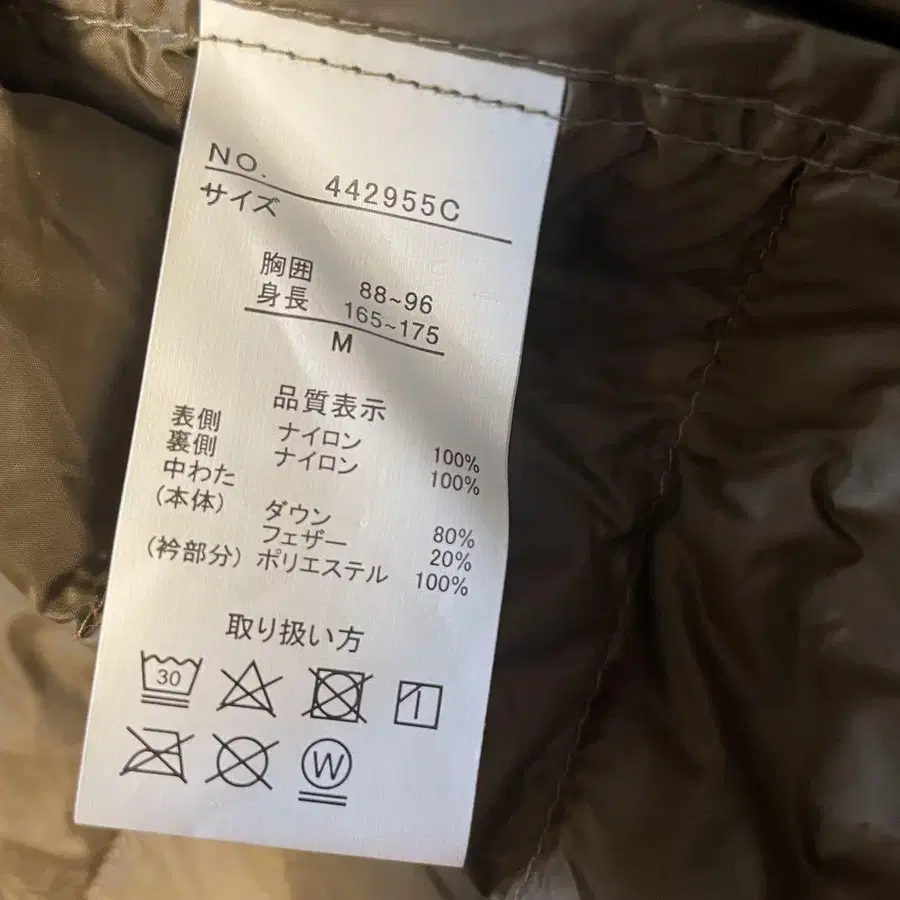 NO. 442955C
サイズ
胸囲 88~96
身長 165~175
M
品質表示
表側 ナイロン 100%
裏側 ナイロン 100%
中わた
(本体) ダウン 80%
フェザー 20%
(衿部分) ポリエステル 100%
取り扱い方
30
W